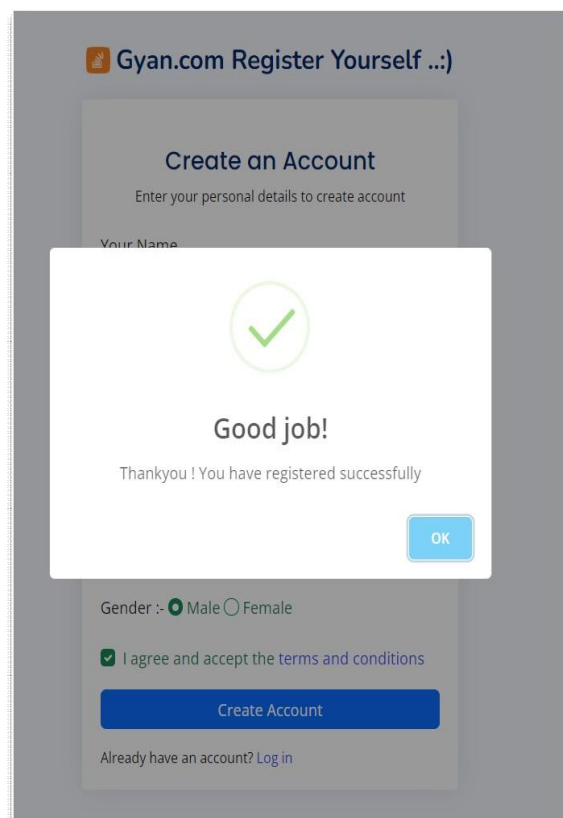 Gyan.com Register Yourself ..:)
Create an Account
Enter your personal details to create account
Your Name
Good job!
Thankyou ! You have registered successfully
OK
Gender :- Male Female
I agree and accept the terms and conditions
Create Account
Already have an account? Log in